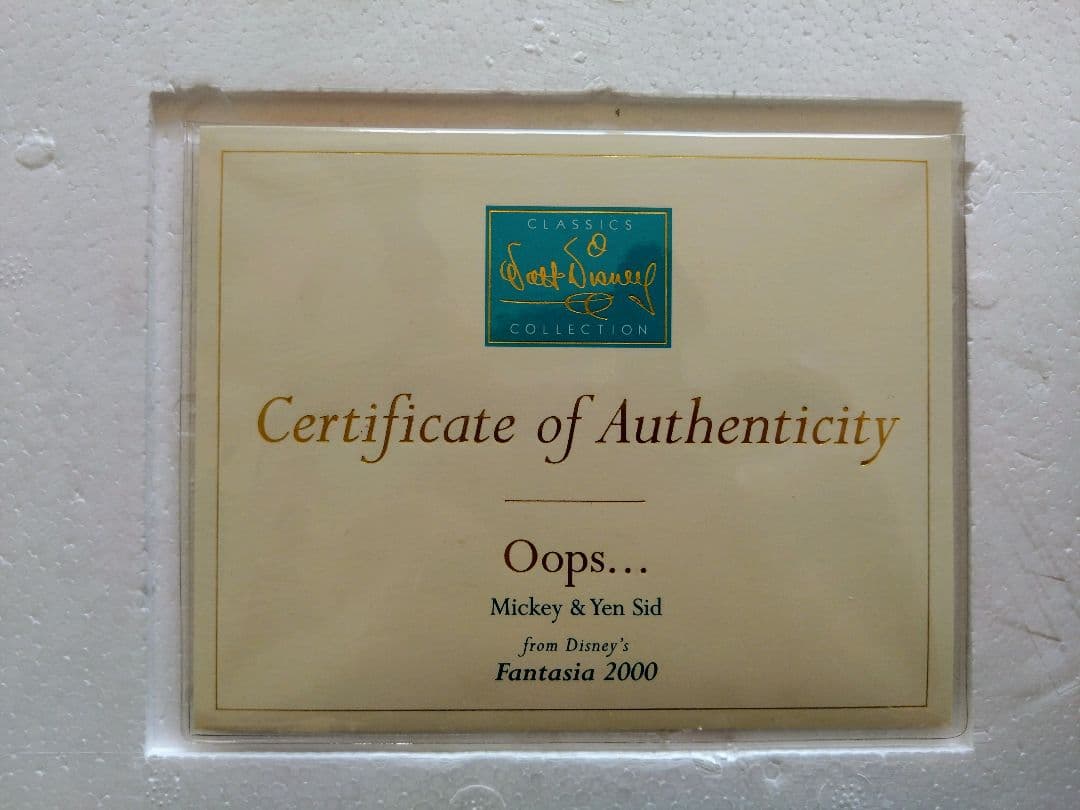 CLASSICS
Walt Disney
COLLECTION
Certificate of Authenticity
Oops...
Mickey & Yen Sid
from Disney's
Fantasia 2000